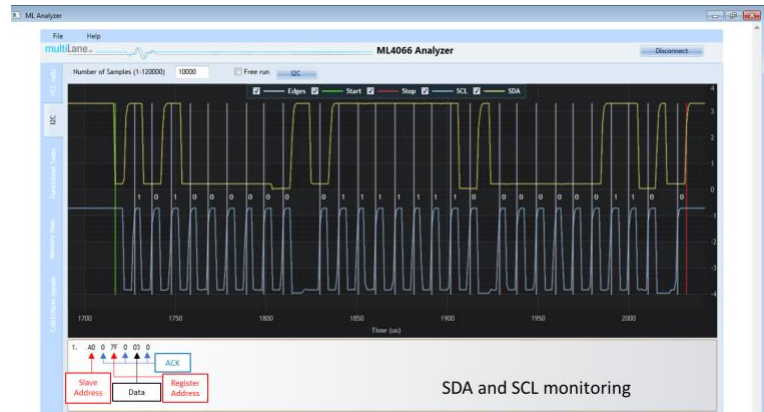 ML Analyzer
File Help
multiLane
ML4066 Analyzer
Disconnect
Number of Samples (1-120000) 10000 Free run I2C
I2C
Functional Tests
Memory map
Edges Start Stop SCL SDA
4
3
2
1
0
-1
-2
-3
-4
1 0 1 0 0 0 0 0 0 0 1 1 1 1 1 1 1 0 0 0 0 0 0 0 1 1 0
1700 1750 1800 1850 1900 1950 2000
Time (us)
1. A0 0 7F 0 03 0
ACK
Slave Address
Data
Register Address
SDA and SCL monitoring